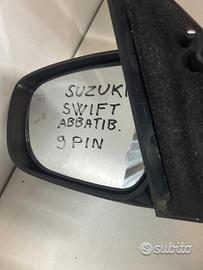 SUZUKI
SWIFT
ABBATIB.
9 PIN
subito